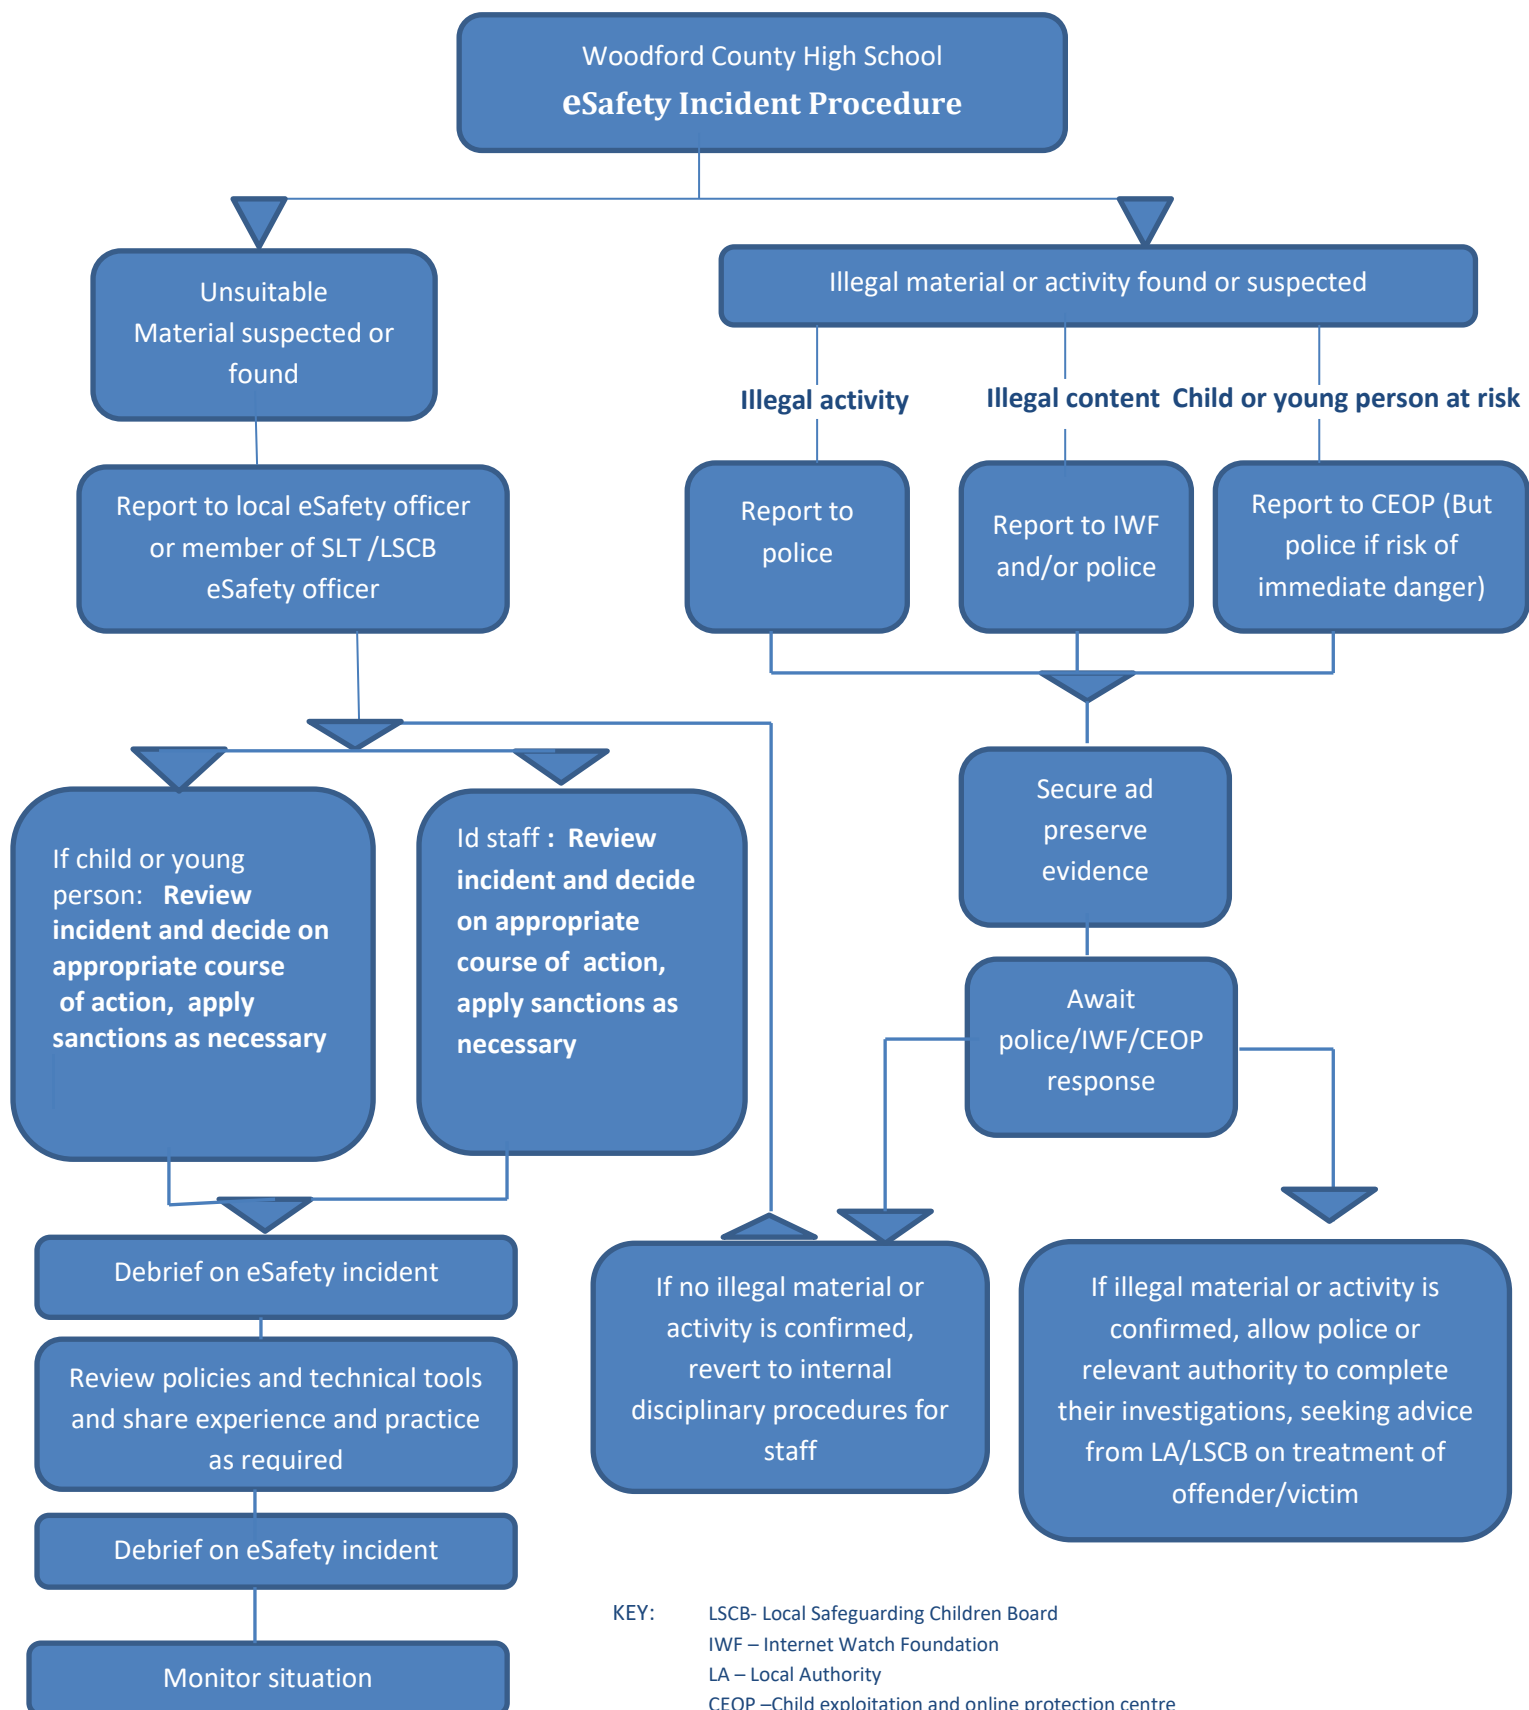 Woodford County High School
eSafety Incident Procedure
Unsuitable
Material suspected or
found
Illegal material or activity found or suspected
Illegal activity
Illegal content
Child or young person at risk
Report to local eSafety officer
or member of SLT /LSCB
eSafety officer
Report to
police
Report to IWF
and/or police
Report to CEOP (But
police if risk of
immediate danger)
If child or young
person: Review
incident and decide on
appropriate course
of action, apply
sanctions as necessary
Id staff : Review
incident and decide
on appropriate
course of action,
apply sanctions as
necessary
Secure ad
preserve
evidence
Await
police/IWF/CEOP
response
Debrief on eSafety incident
Review policies and technical tools
and share experience and practice
as required
Debrief on eSafety incident
Monitor situation
If no illegal material or
activity is confirmed,
revert to internal
disciplinary procedures for
staff
If illegal material or activity is
confirmed, allow police or
relevant authority to complete
their investigations, seeking advice
from LA/LSCB on treatment of
offender/victim
KEY: LSCB- Local Safeguarding Children Board
IWF – Internet Watch Foundation
LA – Local Authority
CEOP –Child exploitation and online protection centre